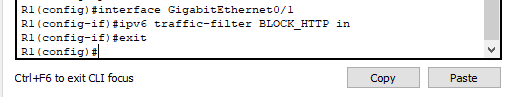 R1(config)#interface GigabitEthernet0/1
R1(config-if)#ipv6 traffic-filter BLOCK_HTTP in
R1(config-if)#exit
R1(config)#
Ctrl+F6 to exit CLI focus
Copy
Paste